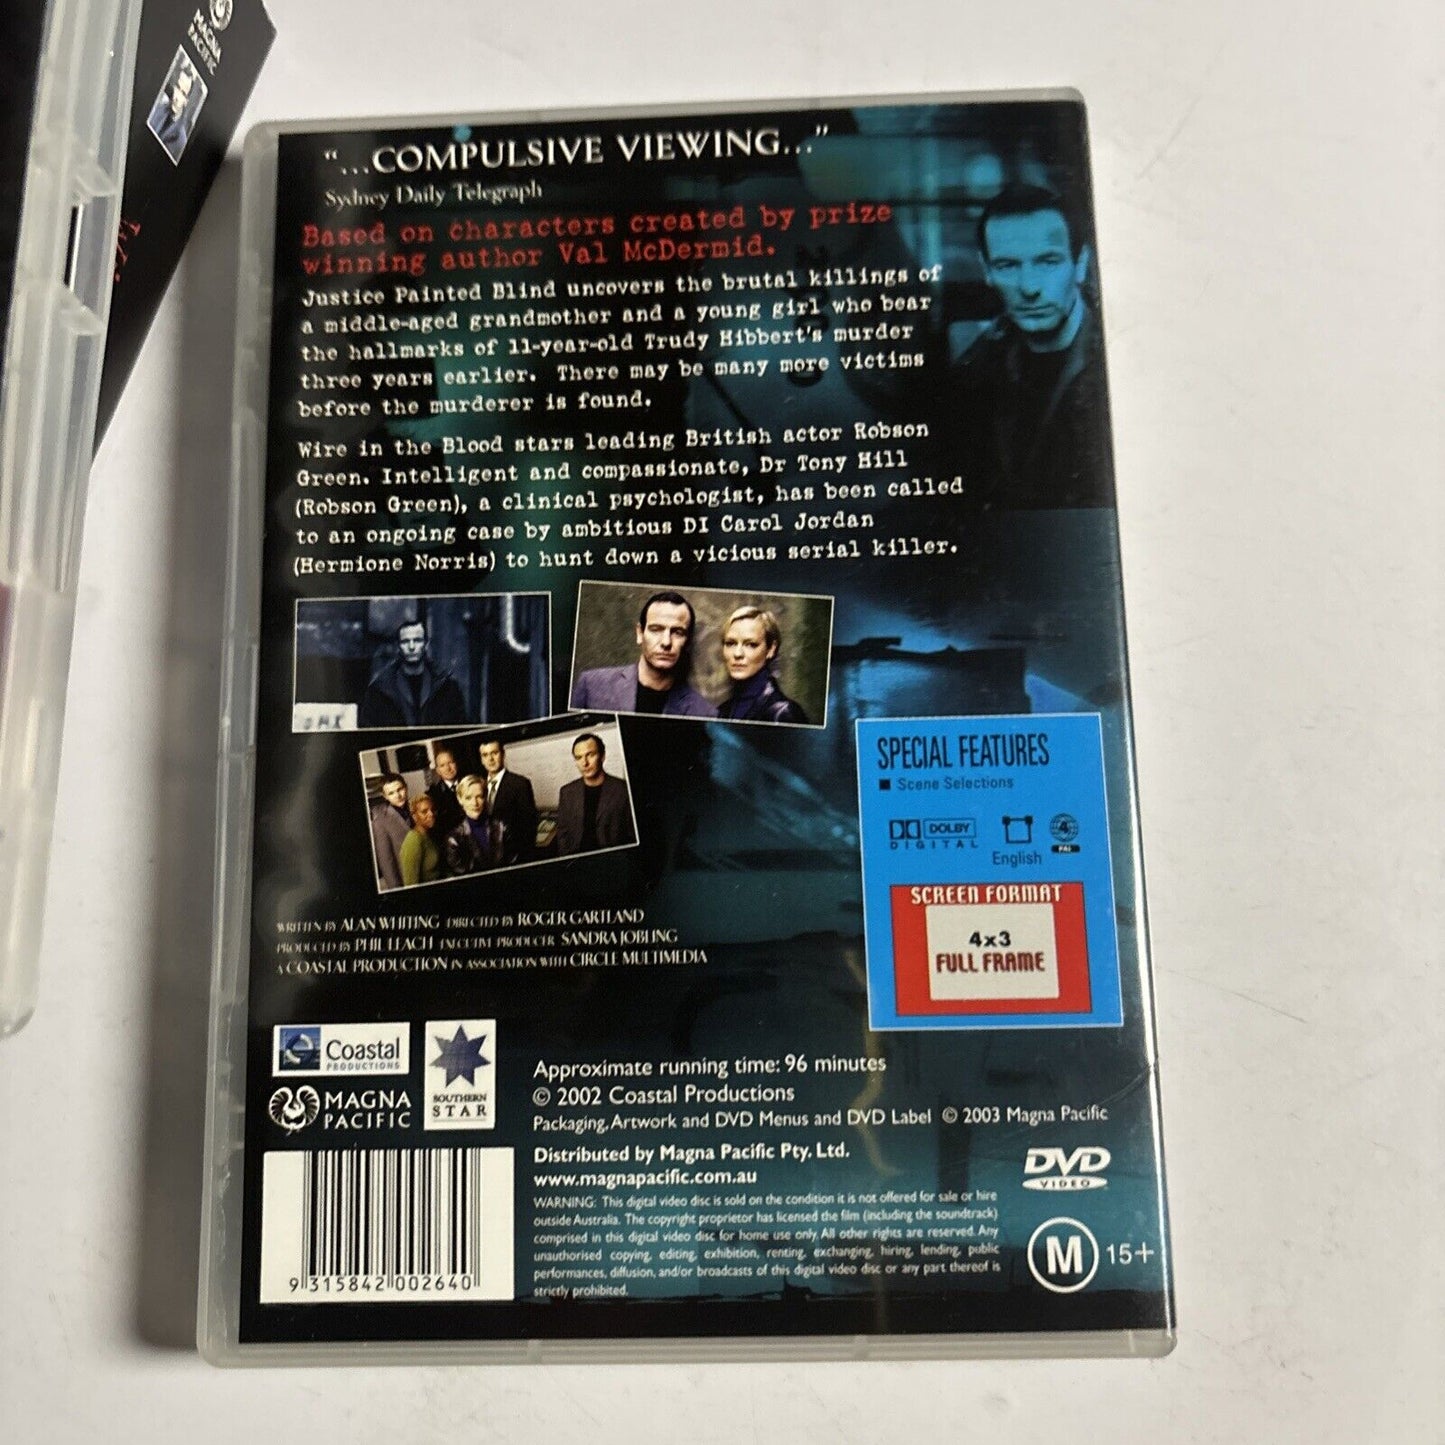 MAGNA
PACIFIC
"...COMPULSIVE VIEWING..."
Sydney Daily Telegraph
Based on characters created by prize
winning author Val McDermid.
Justice Painted Blind uncovers the brutal killings of
a middle-aged grandmother and a young girl who bear
the hallmarks of 11-year-old Trudy Hibbert's murder
three years earlier. There may be many more victims
before the murderer is found.
Wire in the Blood stars leading British actor Robson
Green. Intelligent and compassionate, Dr Tony Hill
(Robson Green), a clinical psychologist, has been called
to an ongoing case by ambitious DI Carol Jordan
(Hermione Norris) to hunt down a vicious serial killer.
SPECIAL FEATURES
Scene Selections
DOLBY
DIGITAL
English
4
PAL
SCREEN FORMAT
4x3
FULL FRAME
WRITTEN BY ALAN WHITING DIRECTED BY ROGER GARTLAND
PRODUCED BY PHIL LEACH EXECUTIVE PRODUCER SANDRA JOBLING
A COASTAL PRODUCTION IN ASSOCIATION WITH CIRCLE MULTIMEDIA
Coastal
PRODUCTIONS
MAGNA
PACIFIC
SOUTHERN
STAR
Approximate running time: 96 minutes
© 2002 Coastal Productions
Packaging, Artwork and DVD Menus and DVD Label © 2003 Magna Pacific
Distributed by Magna Pacific Pty. Ltd.
www.magnapacific.com.au
WARNING: This digital video disc is sold on the condition it is not offered for sale or hire
outside Australia. The copyright proprietor has licensed the film (including the soundtrack)
comprised in this digital video disc for home use only. All other rights are reserved. Any
unauthorised copying, editing, exhibition, renting, exchanging, hiring, lending, public
performances, diffusion, and/or broadcasts of this digital video disc or any part thereof is
strictly prohibited.
DVD
VIDEO
M 15+
9 315842 002640